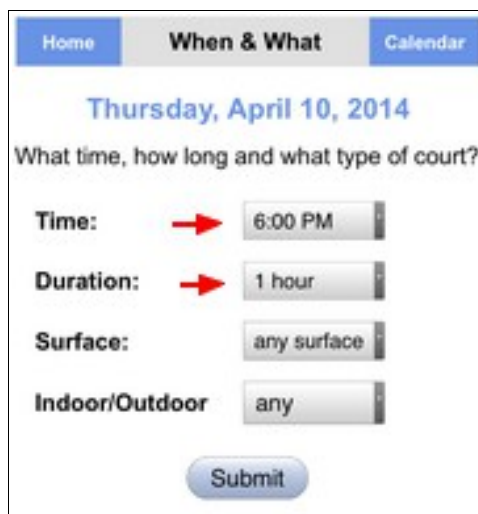 Home When & What Calendar
Thursday, April 10, 2014
What time, how long and what type of court?
Time: 6:00 PM
Duration: 1 hour
Surface: any surface
Indoor/Outdoor any
Submit